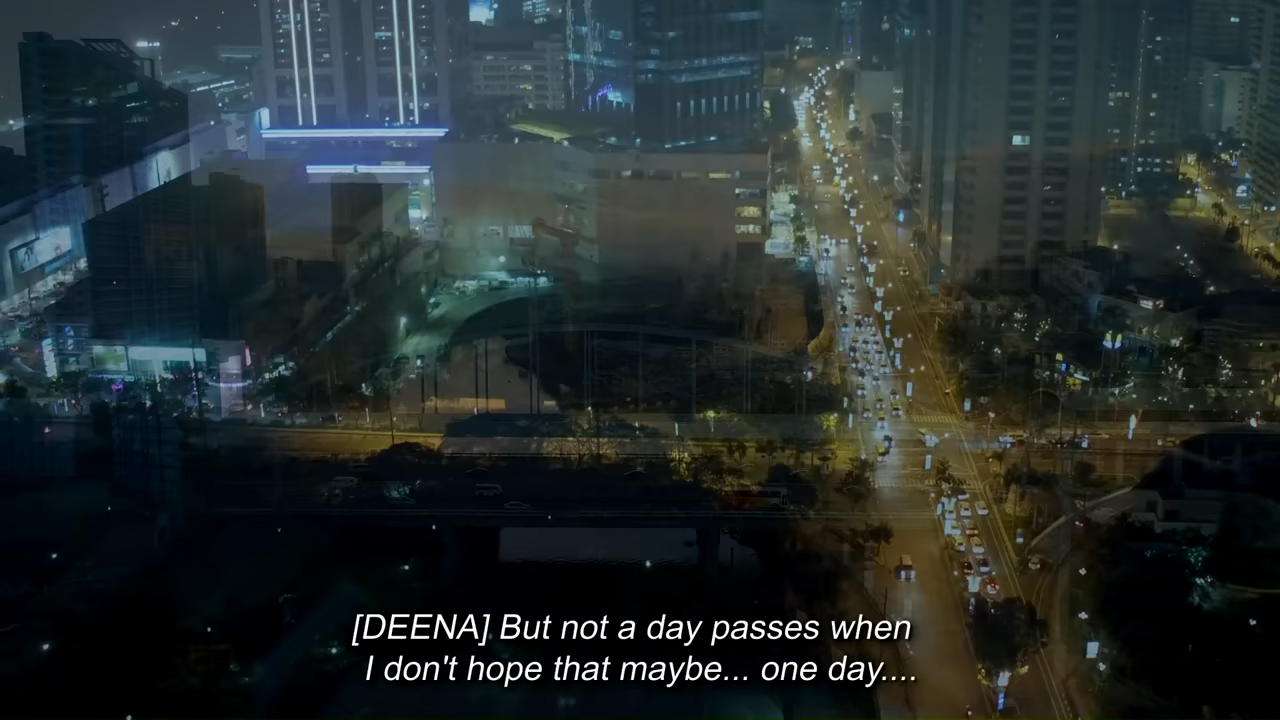 [DEENA] But not a day passes when
I don't hope that maybe... one day....